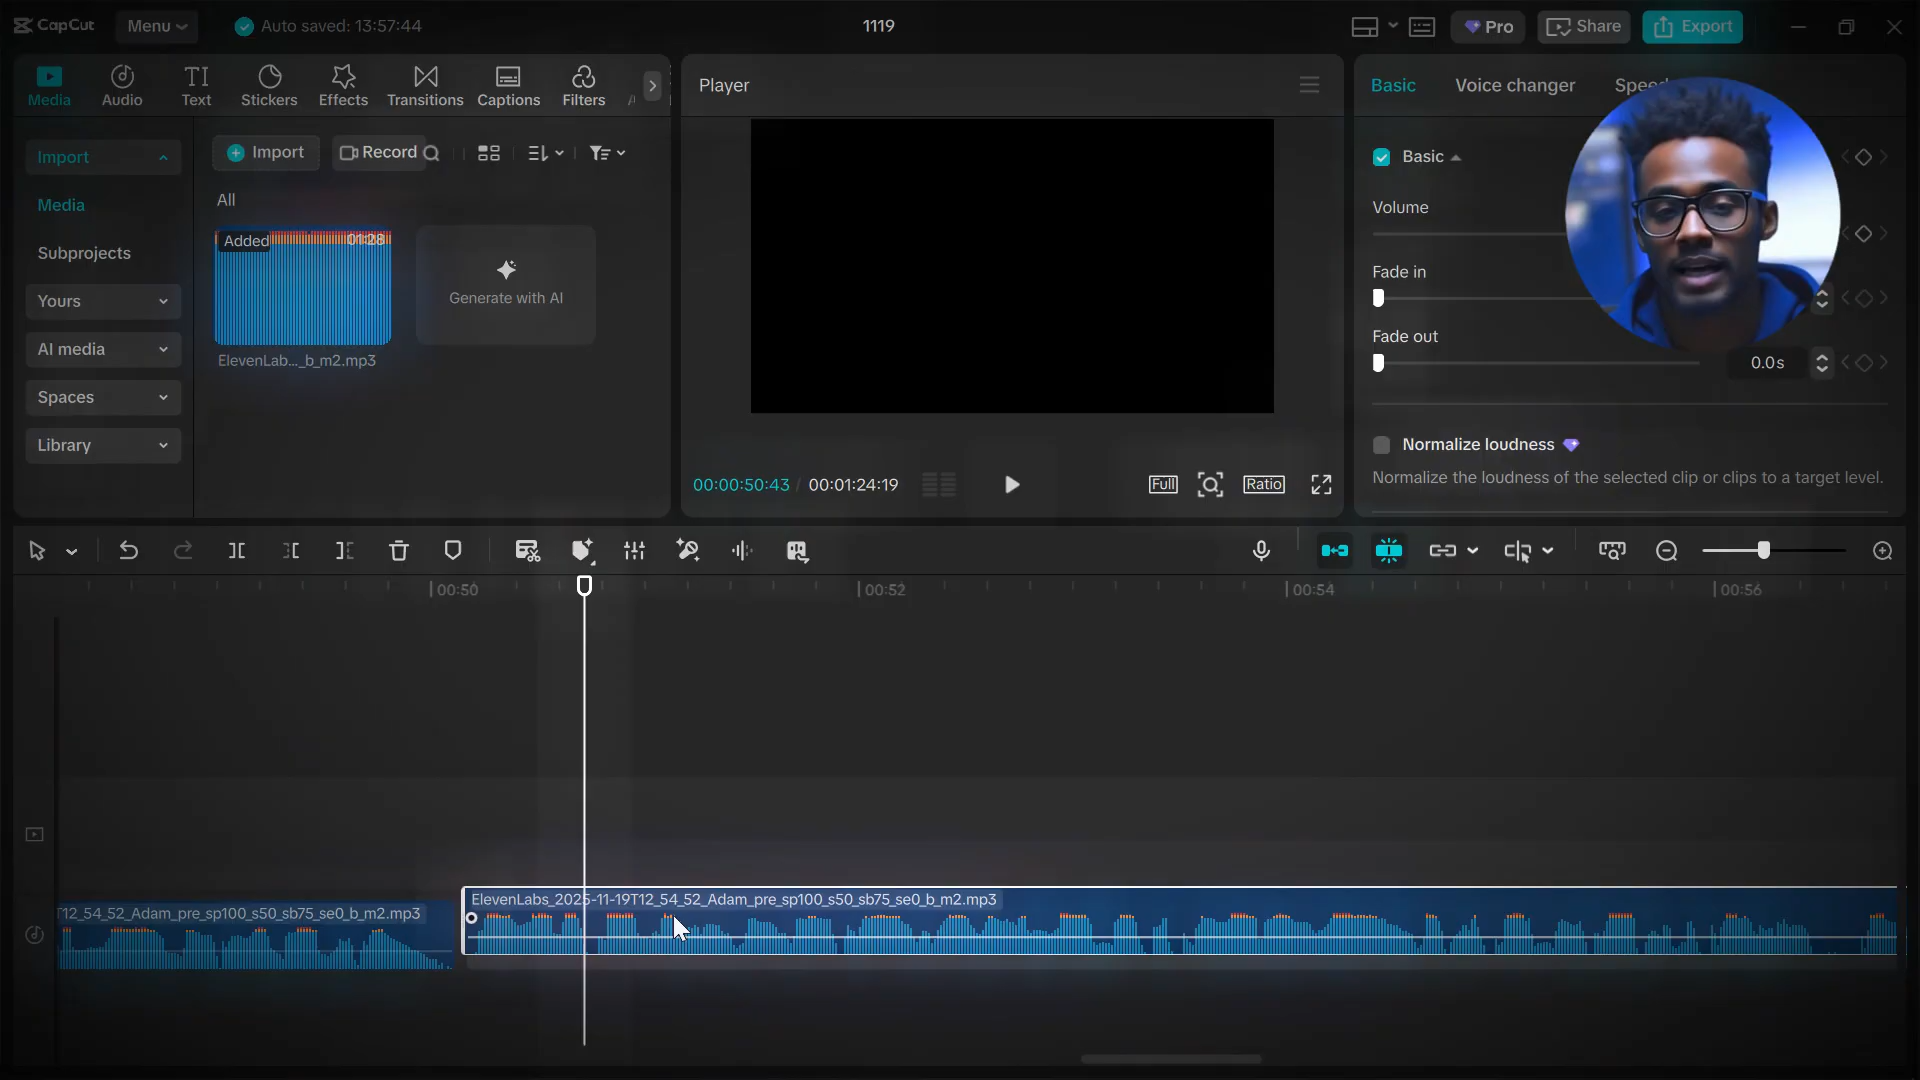 CapCut
Menu
Auto saved: 13:57:44
1119
Pro
Share
Export
Media
Audio
Text
Stickers
Effects
Transitions
Captions
Filters
Import
Media
Subprojects
Yours
AI media
Spaces
Library
Import
Record
All
Added
01:28
ElevenLab..._b_m2.mp3
Generate with AI
Player
00:00:50:43 / 00:01:24:19
Full
Ratio
Basic
Voice changer
Basic
Volume
Fade in
Fade out
0.0s
Normalize loudness
Normalize the loudness of the selected clip or clips to a target level.
00:50
00:52
00:54
00:56
T12_54_52_Adam_pre_sp100_s50_sb75_se0_b_m2.mp3
ElevenLabs_2025-11-19T12_54_52_Adam_pre_sp100_s50_sb75_se0_b_m2.mp3